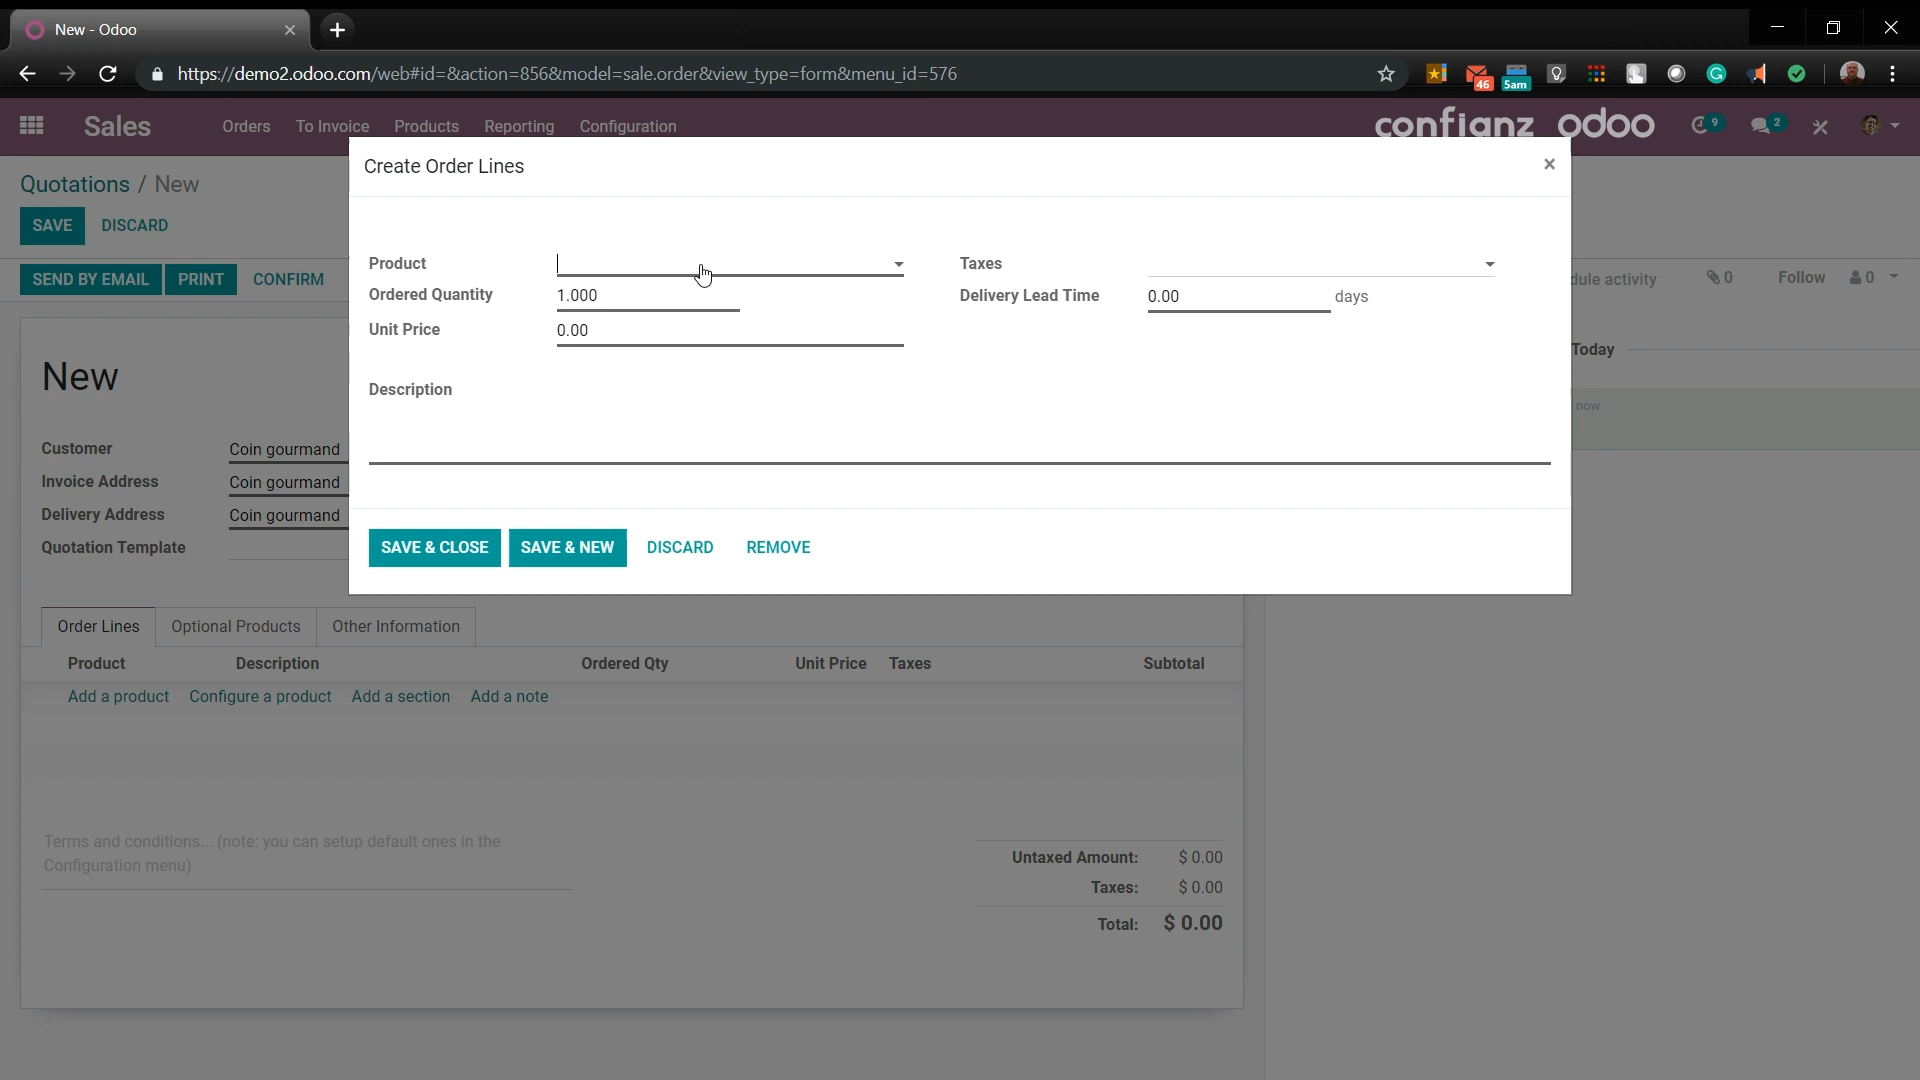 New - Odoo
https://demo2.odoo.com/web#id=&action=856&model=sale.order&view_type=form&menu_id=576
46
5am
Sales
Orders To Invoice Products Reporting Configuration
confianz odoo
9
2
Create Order Lines
×
Quotations / New
SAVE DISCARD
SEND BY EMAIL PRINT CONFIRM
dule activity 0 Follow 0
Product
Taxes
Ordered Quantity 1.000
Delivery Lead Time 0.00 days
Unit Price 0.00
Description
SAVE & CLOSE SAVE & NEW DISCARD REMOVE
Today
now
New
Customer Coin gourmand
Invoice Address Coin gourmand
Delivery Address Coin gourmand
Quotation Template
Order Lines Optional Products Other Information
Product Description Ordered Qty Unit Price Taxes Subtotal
Add a product Configure a product Add a section Add a note
Terms and conditions... (note: you can setup default ones in the
Configuration menu)
Untaxed Amount: $ 0.00
Taxes: $ 0.00
Total: $ 0.00